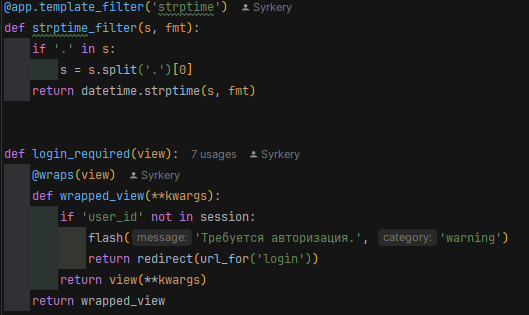 @app.template_filter('strptime') Syrkery
def strptime_filter(s, fmt):
    if '.' in s:
        s = s.split('.')[0]
    return datetime.strptime(s, fmt)
def login_required(view): 7 usages Syrkery
    @wraps(view) Syrkery
    def wrapped_view(**kwargs):
        if 'user_id' not in session:
            flash( message: 'Требуется авторизация.', category: 'warning')
            return redirect(url_for('login'))
        return view(**kwargs)
    return wrapped_view